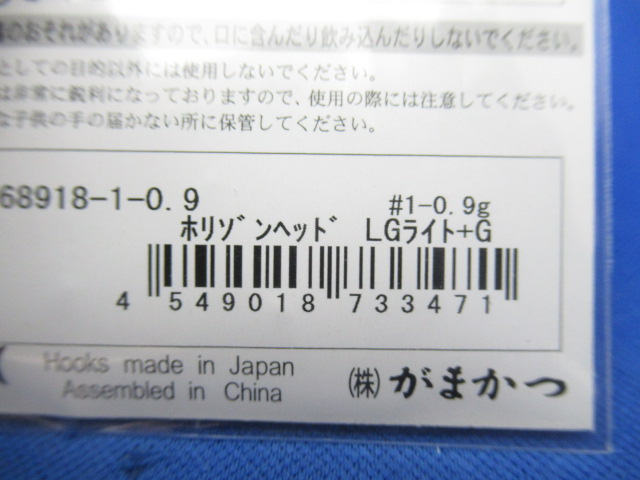 のおそれがありますので、口に含んだり飲み込んだりしないでください。
としての目的以外には使用しないでください。
は非常に鋭利になっておりますので、使用の際には注意してください。
な子供の手の届かない所に保管してください。
68918-1-0.9
#1-0.9g
ホリゾンヘッド LGライト+G
4 549018 733471
Hooks made in Japan
Assembled in China
(株)がまかつ